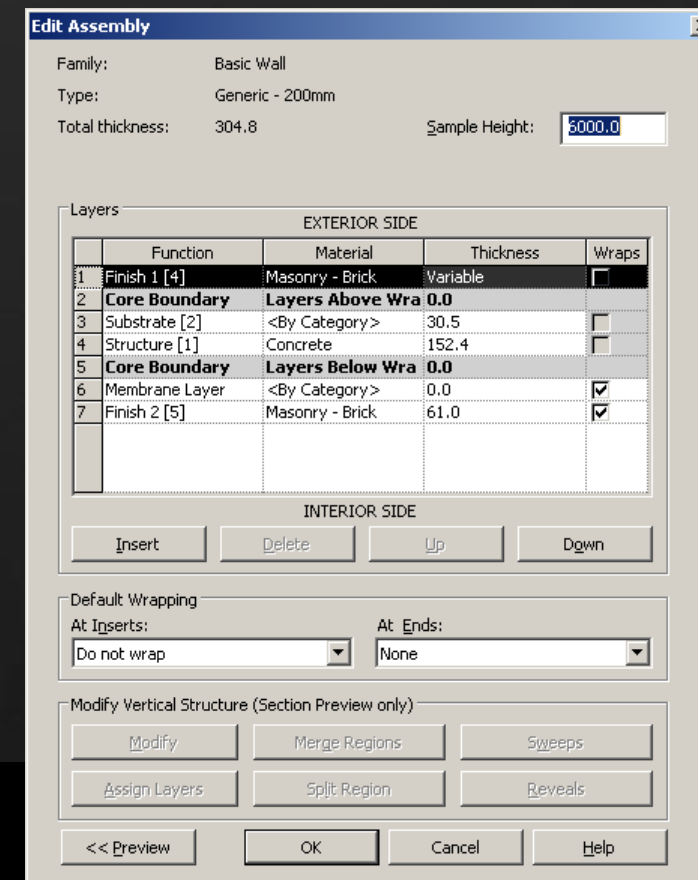 Edit Assembly
Family: Basic Wall
Type: Generic - 200mm
Total thickness: 304.8 Sample Height: 6000.0
Layers
EXTERIOR SIDE
Function Material Thickness Wraps
1 Finish 1 [4] Masonry - Brick Variable
2 Core Boundary Layers Above Wra 0.0
3 Substrate [2] <By Category> 30.5
4 Structure [1] Concrete 152.4
5 Core Boundary Layers Below Wra 0.0
6 Membrane Layer <By Category> 0.0
7 Finish 2 [5] Masonry - Brick 61.0
INTERIOR SIDE
Insert Delete Up Down
Default Wrapping
At Inserts: At Ends:
Do not wrap None
Modify Vertical Structure (Section Preview only)
Modify Merge Regions Sweeps
Assign Layers Split Region Reveals
<< Preview OK Cancel Help